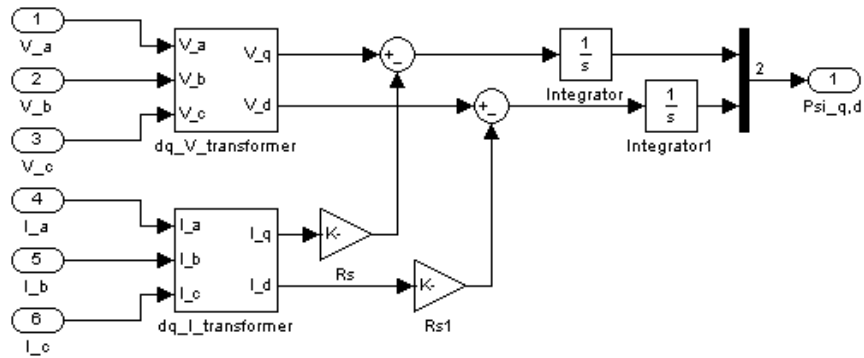 1
V_a
2
V_b
3
V_c
4
I_a
5
I_b
6
I_c
V_a
V_b
V_c
V_q
V_d
dq_V_transformer
I_a
I_b
I_c
I_q
I_d
dq_I_transformer
K-
Rs
K-
Rs1
+
_
+
_
1
s
Integrator
1
s
Integrator1
2
1
Psi_q,d